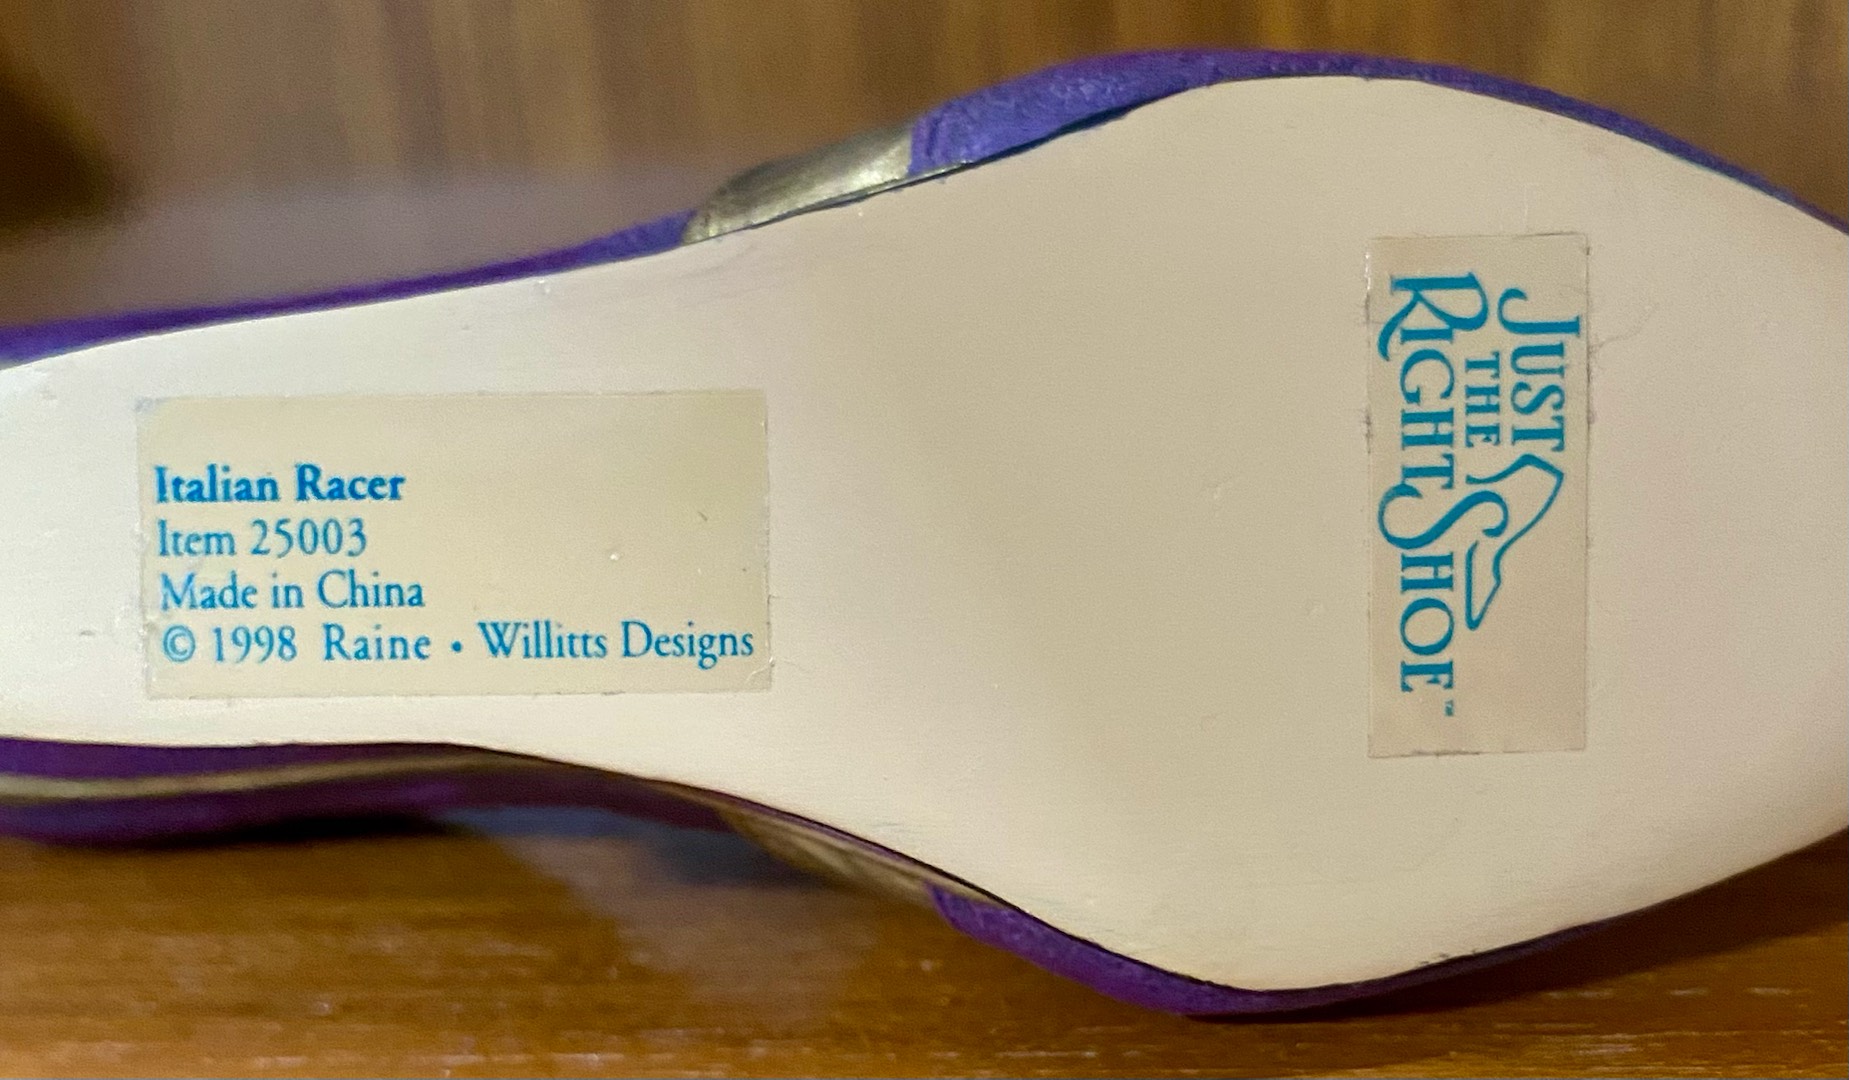 Italian Racer
Item 25003
Made in China
© 1998 Raine • Willitts Designs
JUST
THE
RIGHT SHOE™